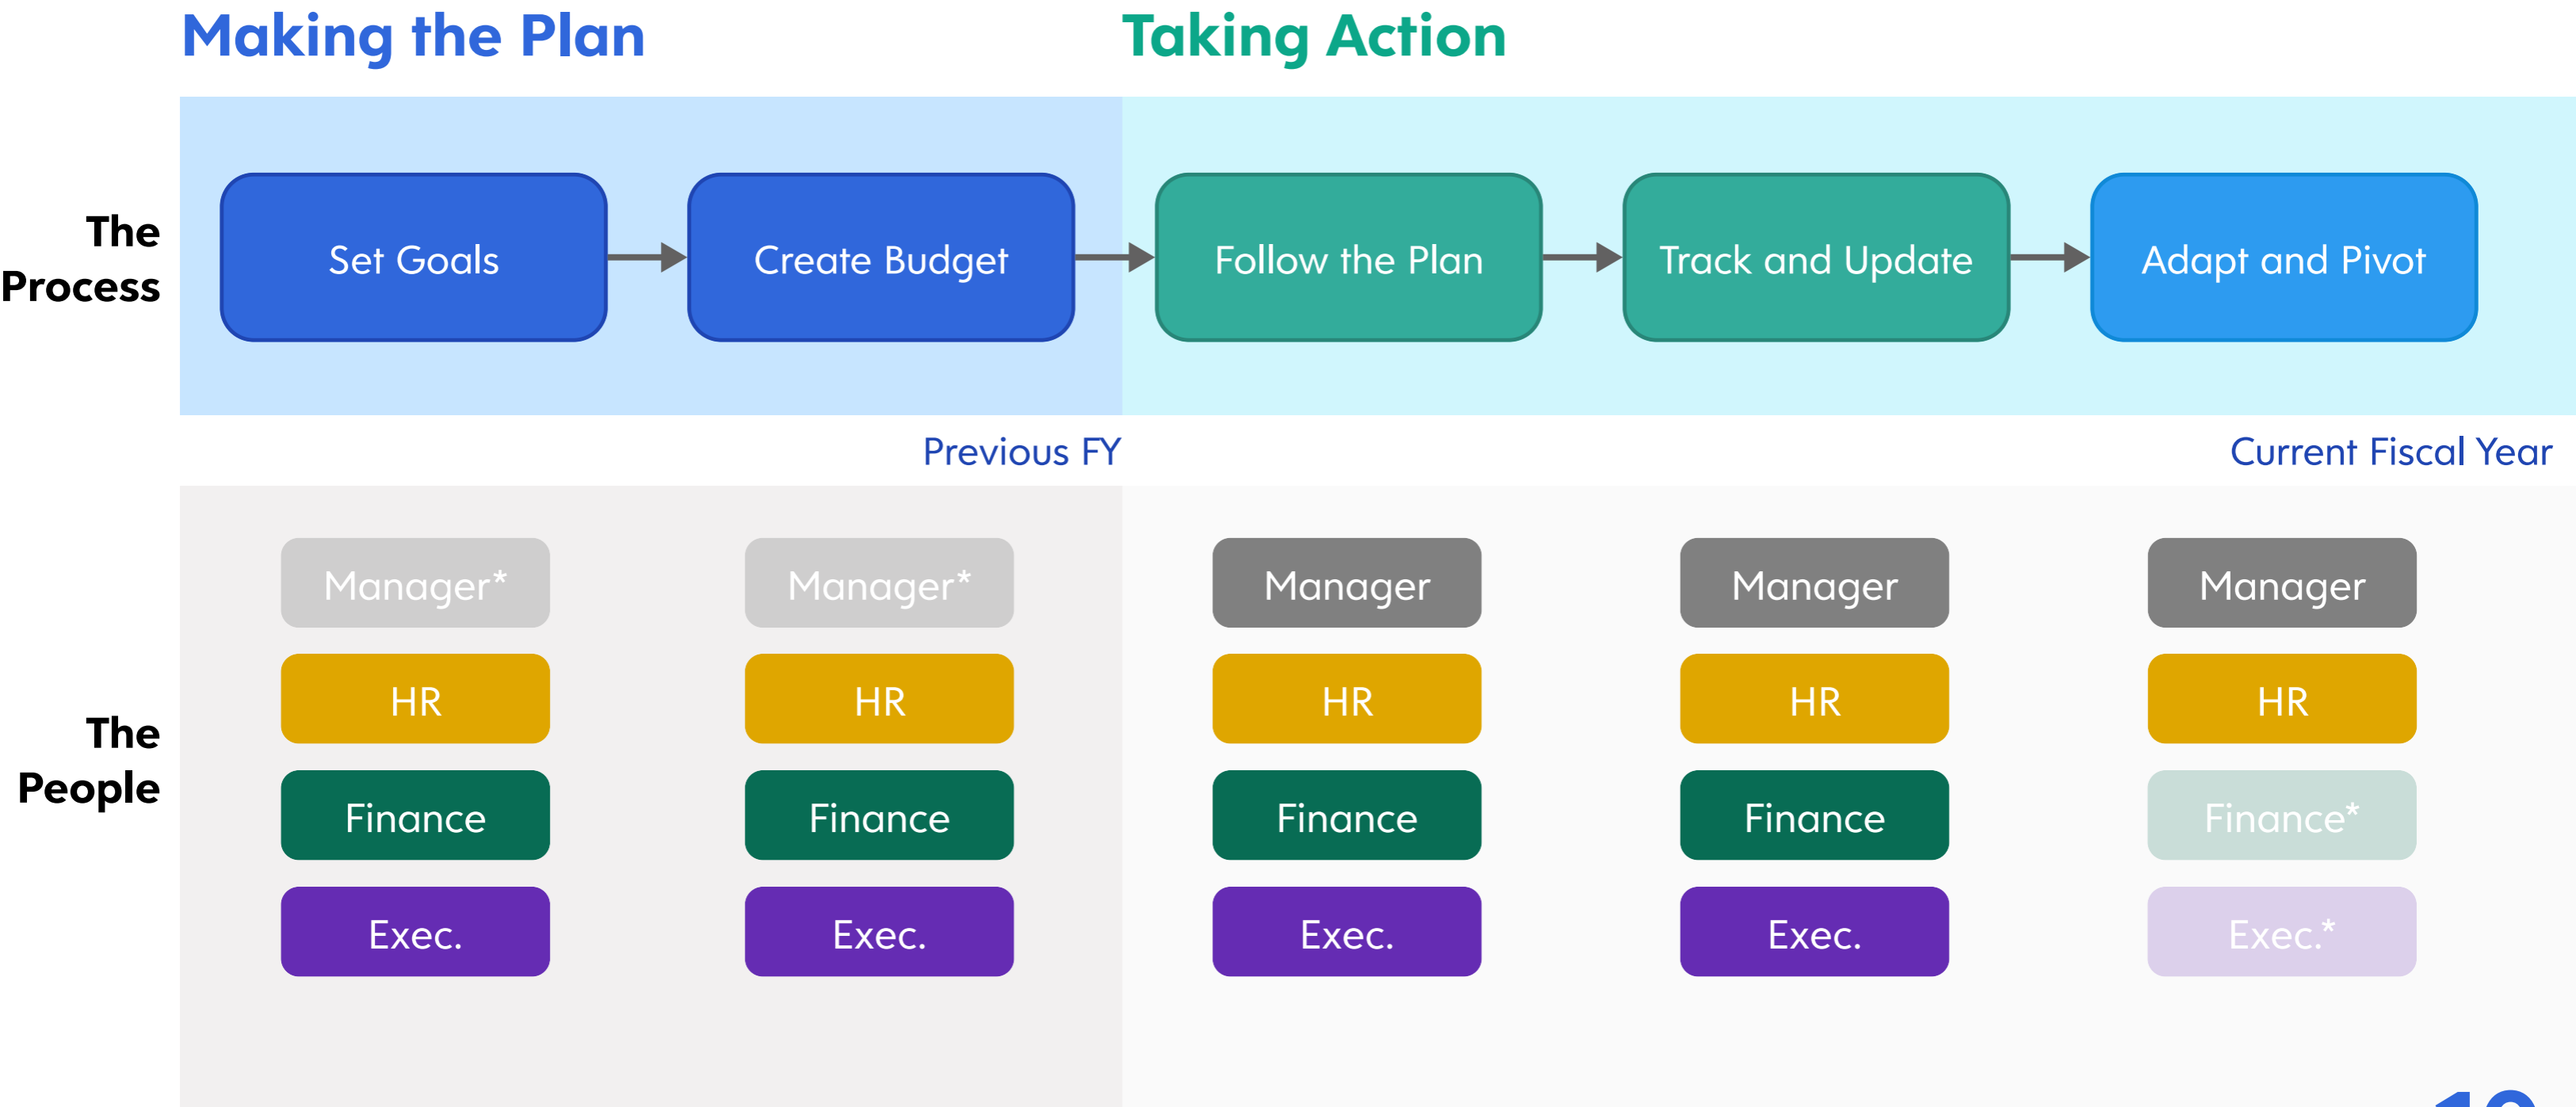 Making the Plan
Taking Action
The
Process
Set Goals
Create Budget
Follow the Plan
Track and Update
Adapt and Pivot
Previous FY
Current Fiscal Year
The
People
Manager*
Manager*
Manager
Manager
Manager
HR
HR
HR
HR
HR
Finance
Finance
Finance
Finance
Finance*
Exec.
Exec.
Exec.
Exec.
Exec.*